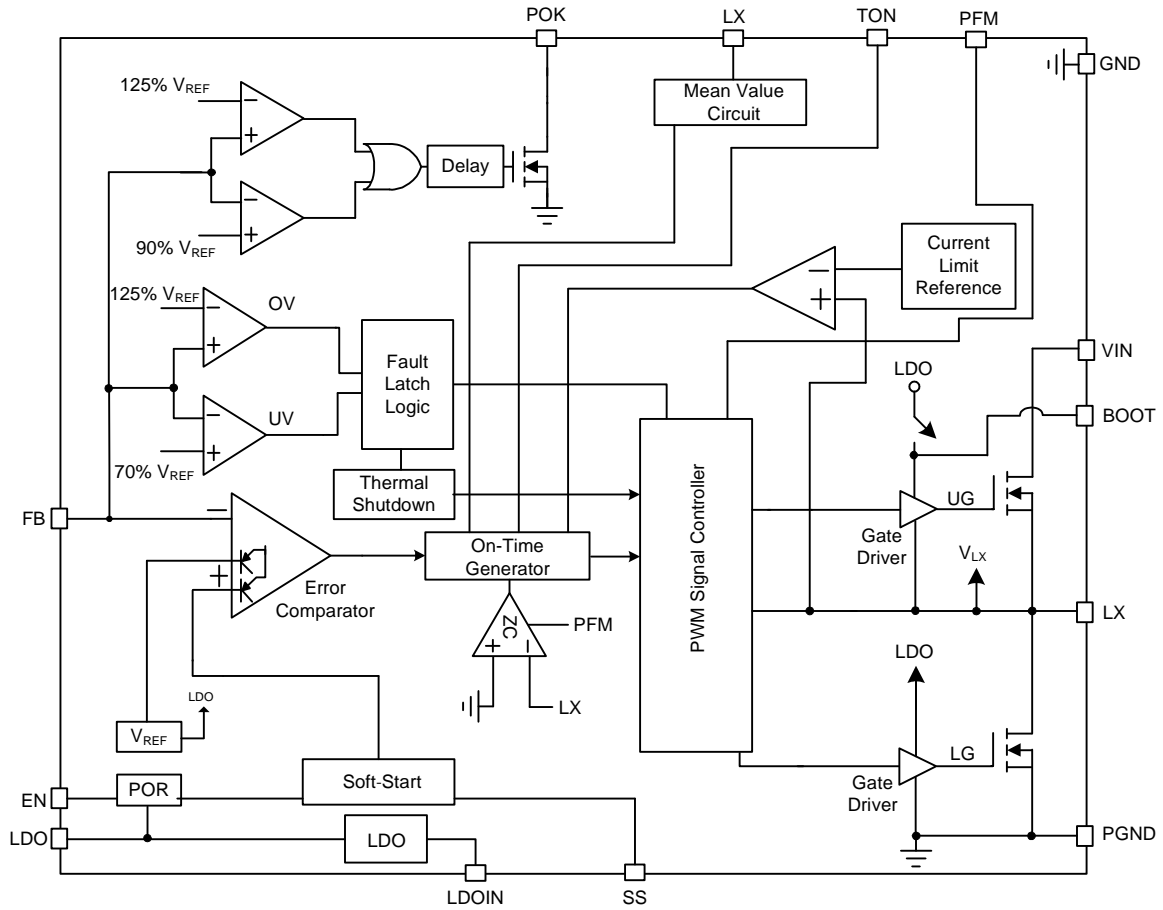 POK
LX
TON
PFM
GND
125% VREF
−
+
Mean Value
Circuit
Delay
−
+
90% VREF
Current
Limit
Reference
−
+
125% VREF
OV
−
+
Fault
Latch
Logic
VIN
LDO
BOOT
UV
−
+
70% VREF
Thermal
Shutdown
UG
Gate
Driver
FB
−
+
Error
Comparator
On-Time
Generator
PWM Signal Controller
VLX
LX
ZC
PFM
+
−
LX
LDO
LDO
VREF
LG
Gate
Driver
Soft-Start
POR
EN
LDO
LDO
PGND
LDOIN
SS